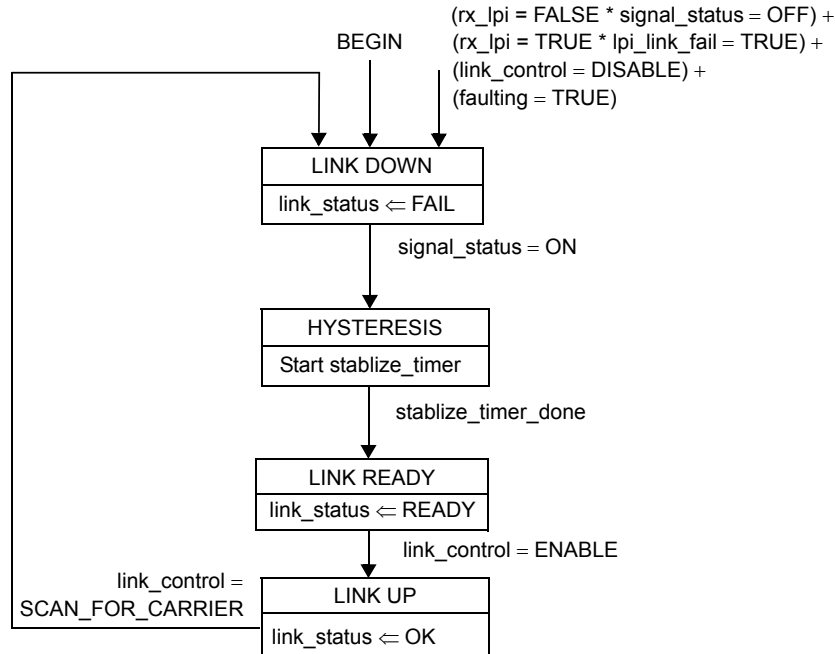 (rx_lpi = FALSE * signal_status = OFF) +
(rx_lpi = TRUE * lpi_link_fail = TRUE) +
(link_control = DISABLE) +
(faulting = TRUE)
BEGIN
LINK DOWN
link_status ⇐ FAIL
signal_status = ON
HYSTERESIS
Start stablize_timer
stablize_timer_done
LINK READY
link_status ⇐ READY
link_control = ENABLE
link_control =
SCAN_FOR_CARRIER
LINK UP
link_status ⇐ OK